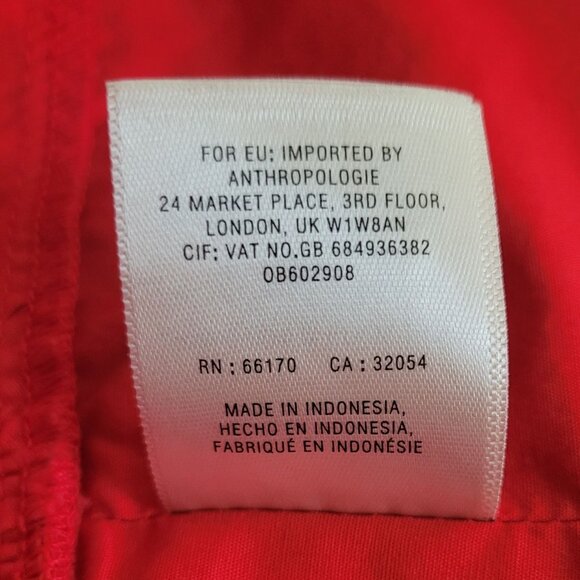 FOR EU: IMPORTED BY
ANTHROPOLOGIE
24 MARKET PLACE, 3RD FLOOR,
LONDON, UK W1W8AN
CIF: VAT NO.GB 684936382
OB602908
RN : 66170 CA : 32054
MADE IN INDONESIA,
HECHO EN INDONESIA,
FABRIQUÉ EN INDONÉSIE